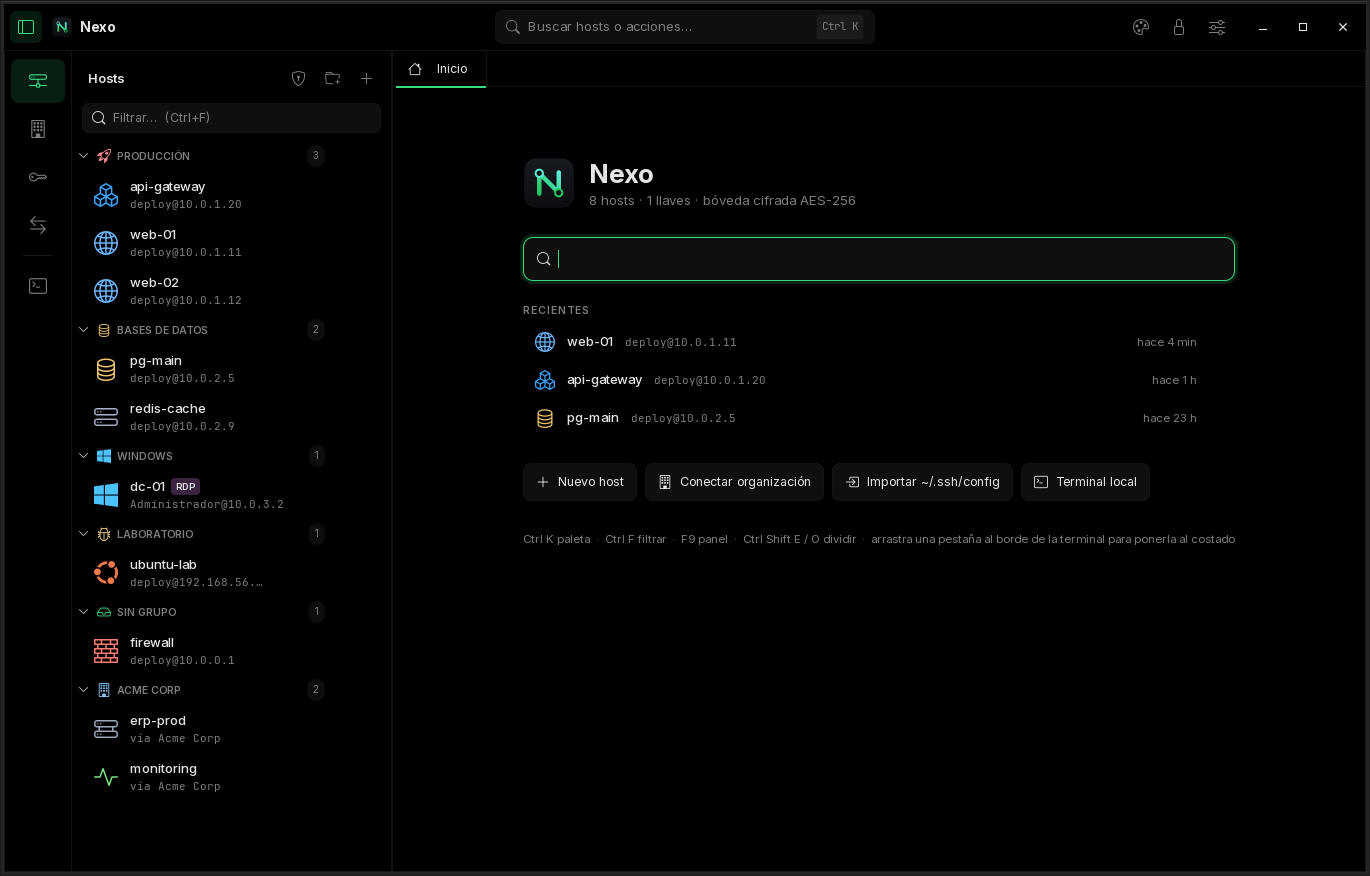 Nexo
Buscar hosts o acciones...
Ctrl K
Hosts
Filtrar... (Ctrl+F)
PRODUCCIÓN 3
api-gateway
deploy@10.0.1.20
web-01
deploy@10.0.1.11
web-02
deploy@10.0.1.12
BASES DE DATOS 2
pg-main
deploy@10.0.2.5
redis-cache
deploy@10.0.2.9
WINDOWS 1
dc-01 RDP
Administrador@10.0.3.2
LABORATORIO 1
ubuntu-lab
deploy@192.168.56.…
SIN GRUPO 1
firewall
deploy@10.0.0.1
ACME CORP 2
erp-prod
vía Acme Corp
monitoring
vía Acme Corp
Inicio
Nexo
8 hosts · 1 llaves · bóveda cifrada AES-256
RECIENTES
web-01 deploy@10.0.1.11 hace 4 min
api-gateway deploy@10.0.1.20 hace 1 h
pg-main deploy@10.0.2.5 hace 23 h
Nuevo host
Conectar organización
Importar ~/.ssh/config
Terminal local
Ctrl K paleta · Ctrl F filtrar · F9 panel · Ctrl Shift E / O dividir · arrastra una pestaña al borde de la terminal para ponerla al costado